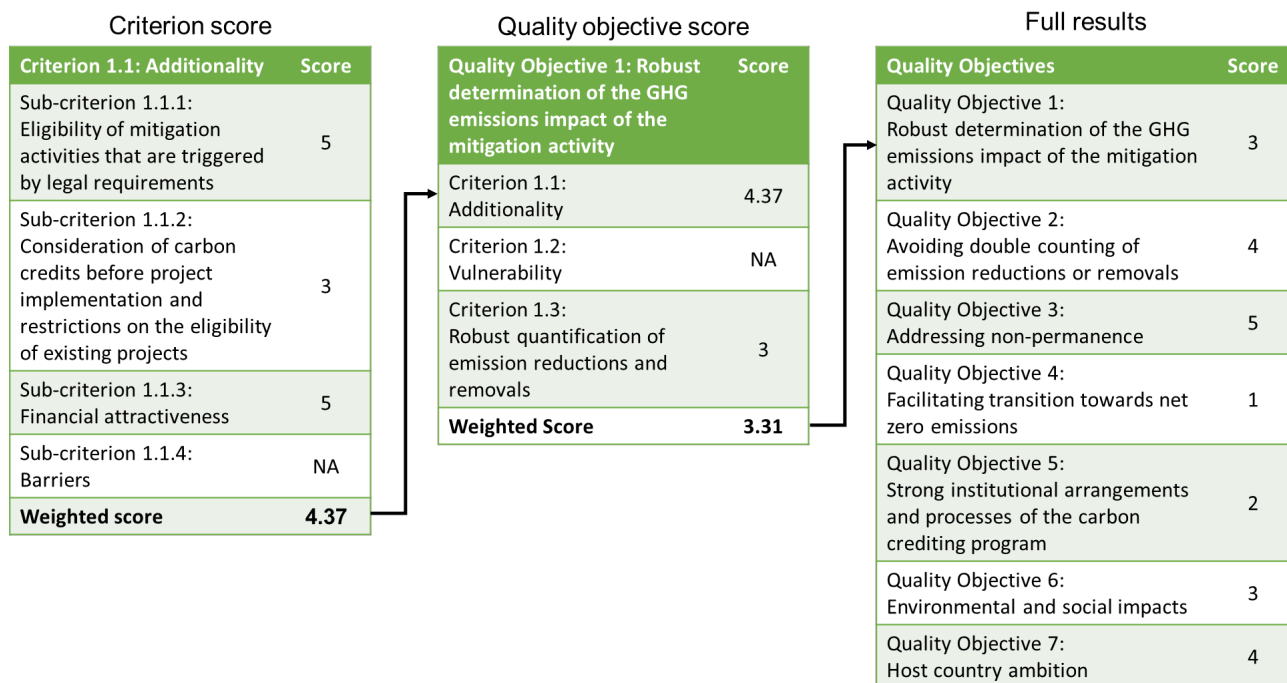 Criterion score
Criterion 1.1: Additionality Score
Sub-criterion 1.1.1:
Eligibility of mitigation
activities that are triggered
by legal requirements
5
Sub-criterion 1.1.2:
Consideration of carbon
credits before project
implementation and
restrictions on the eligibility
of existing projects
3
Sub-criterion 1.1.3:
Financial attractiveness
5
Sub-criterion 1.1.4:
Barriers
NA
Weighted score 4.37
Quality objective score
Quality Objective 1: Robust Score
determination of the GHG
emissions impact of the
mitigation activity
Criterion 1.1:
Additionality
4.37
Criterion 1.2:
Vulnerability
NA
Criterion 1.3:
Robust quantification of
emission reductions and
removals
3
Weighted Score 3.31
Full results
Quality Objectives Score
Quality Objective 1:
Robust determination of the GHG
emissions impact of the mitigation
activity
3
Quality Objective 2:
Avoiding double counting of
emission reductions or removals
4
Quality Objective 3:
Addressing non-permanence
5
Quality Objective 4:
Facilitating transition towards net
zero emissions
1
Quality Objective 5:
Strong institutional arrangements
and processes of the carbon
crediting program
2
Quality Objective 6:
Environmental and social impacts
3
Quality Objective 7:
Host country ambition
4